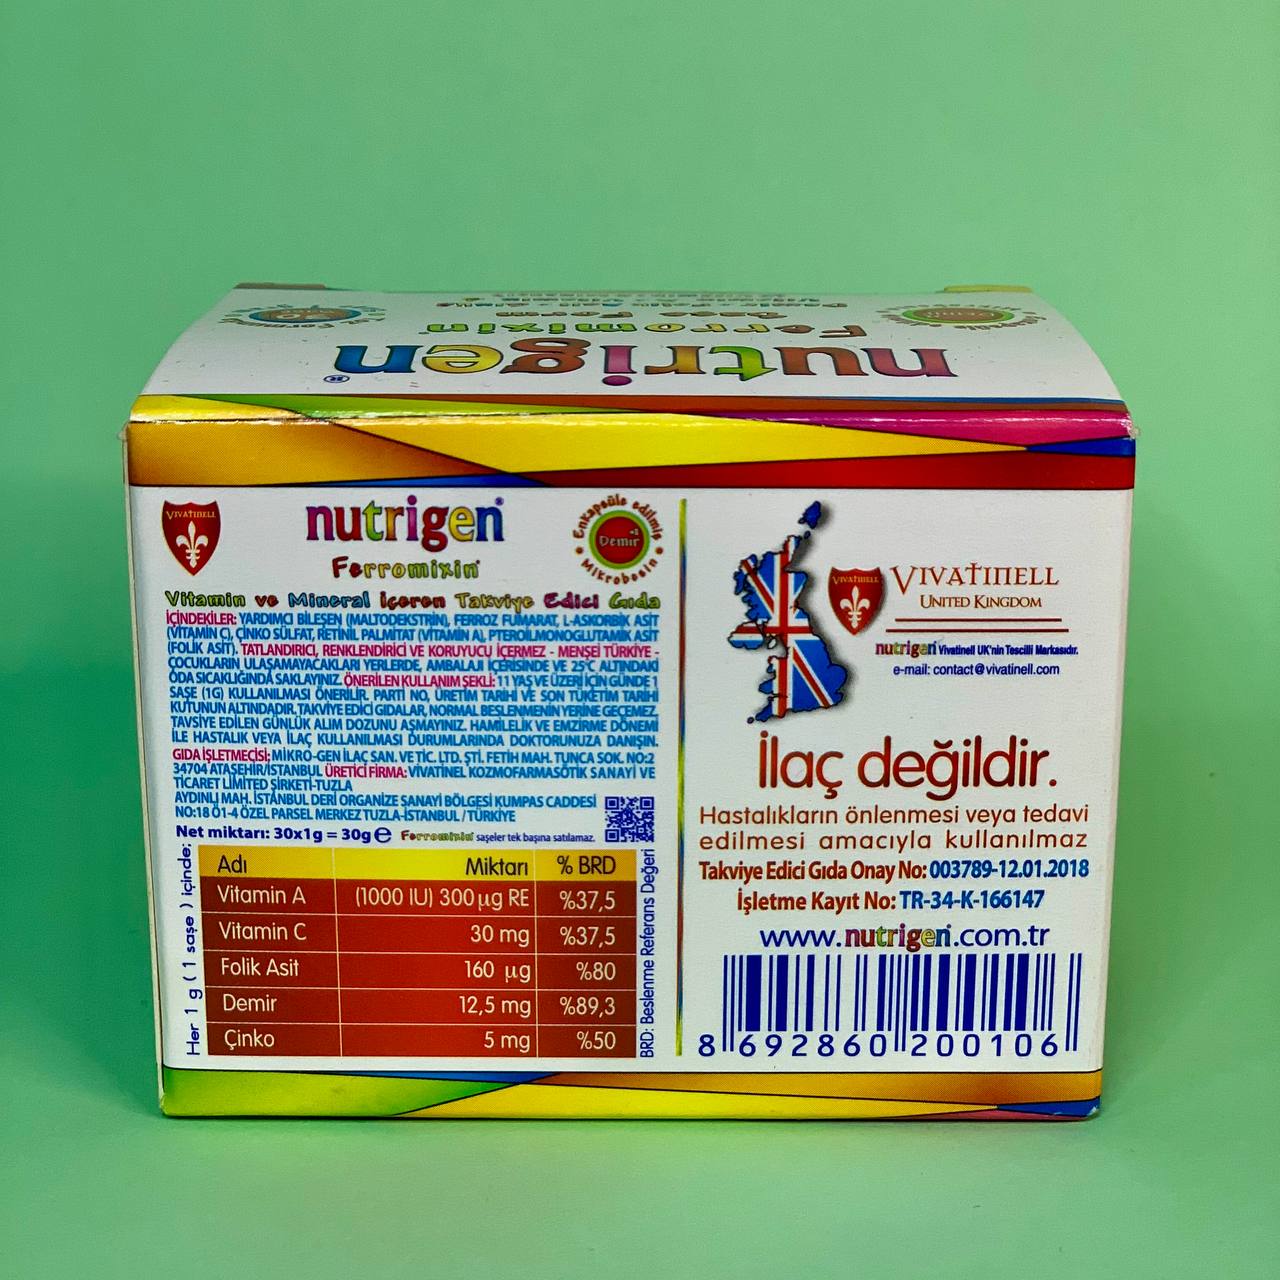 nutrigen®
Ferromixin
VIVATINELL
nutrigen®
Ferromixin
Enkapsüle edilmiş
Demir
Mikrobesin
Vitamin ve Mineral İçeren Takviye Edici Gıda
İÇİNDEKİLER: YARDIMCI BİLEŞEN (MALTODEKSTRİN), FERROZ FUMARAT, L-ASKORBİK ASİT
(VİTAMİN C), ÇİNKO SÜLFAT, RETİNİL PALMİTAT (VİTAMİN A), PTEROİLMONOGLUTAMİK ASİT
(FOLİK ASİT). TATLANDIRICI, RENKLENDİRİCİ VE KORUYUCU İÇERMEZ - MENŞEİ TÜRKİYE -
ÇOCUKLARIN ULAŞAMAYACAKLARI YERLERDE, AMBALAJI İÇERİSİNDE VE 25°C ALTINDAKİ
ODA SICAKLIĞINDA SAKLAYINIZ. ÖNERİLEN KULLANIM ŞEKLİ: 11 YAŞ VE ÜZERİ İÇİN GÜNDE 1
SAŞE (1G) KULLANILMASI ÖNERİLİR. PARTİ NO, ÜRETİM TARİHİ VE SON TÜKETİM TARİHİ
KUTUNUN ALTINDADIR. TAKVİYE EDİCİ GIDALAR, NORMAL BESLENMENİN YERİNE GEÇEMEZ.
TAVSİYE EDİLEN GÜNLÜK ALIM DOZUNU AŞMAYINIZ. HAMİLELİK VE EMZİRME DÖNEMİ
İLE HASTALIK VEYA İLAÇ KULLANILMASI DURUMLARINDA DOKTORUNUZA DANIŞIN.
GIDA İŞLETMECİSİ: MİKRO-GEN İLAÇ SAN. VE TİC. LTD. ŞTİ. FETİH MAH. TUNCA SOK. NO:2
34704 ATAŞEHİR/İSTANBUL ÜRETİCİ FİRMA: VİVATİNEL KOZMOFARMASÖTİK SANAYİ VE
TİCARET LİMİTED ŞİRKETİ-TUZLA
AYDINLI MAH. İSTANBUL DERİ ORGANİZE SANAYİ BÖLGESİ KUMPAS CADDESİ
NO:18 Ö1-4 ÖZEL PARSEL MERKEZ TUZLA-İSTANBUL / TÜRKİYE
Net miktarı: 30x1g = 30g e Ferromixin saşeler tek başına satılamaz.
Her 1 g ( 1 saşe ) içinde:
Adı Miktarı % BRD
Vitamin A (1000 IU) 300 µg RE %37,5
Vitamin C 30 mg %37,5
Folik Asit 160 µg %80
Demir 12,5 mg %89,3
Çinko 5 mg %50
BRD: Beslenme Referans Değeri
VIVATINELL
VIVATINELL
UNITED KINGDOM
nutrigen Vivatinell UK'nin Tescilli Markasıdır.
e-mail: contact@vivatinell.com
İlaç değildir.
Hastalıkların önlenmesi veya tedavi
edilmesi amacıyla kullanılmaz
Takviye Edici Gıda Onay No: 003789-12.01.2018
İşletme Kayıt No: TR-34-K-166147
www.nutrigen.com.tr
8 692860 200106